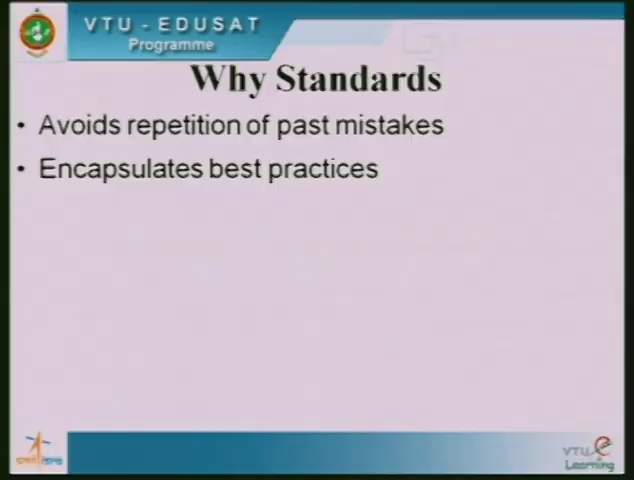 VTU - EDUSAT
Programme
Why Standards
• Avoids repetition of past mistakes
• Encapsulates best practices
VTU e
Learning